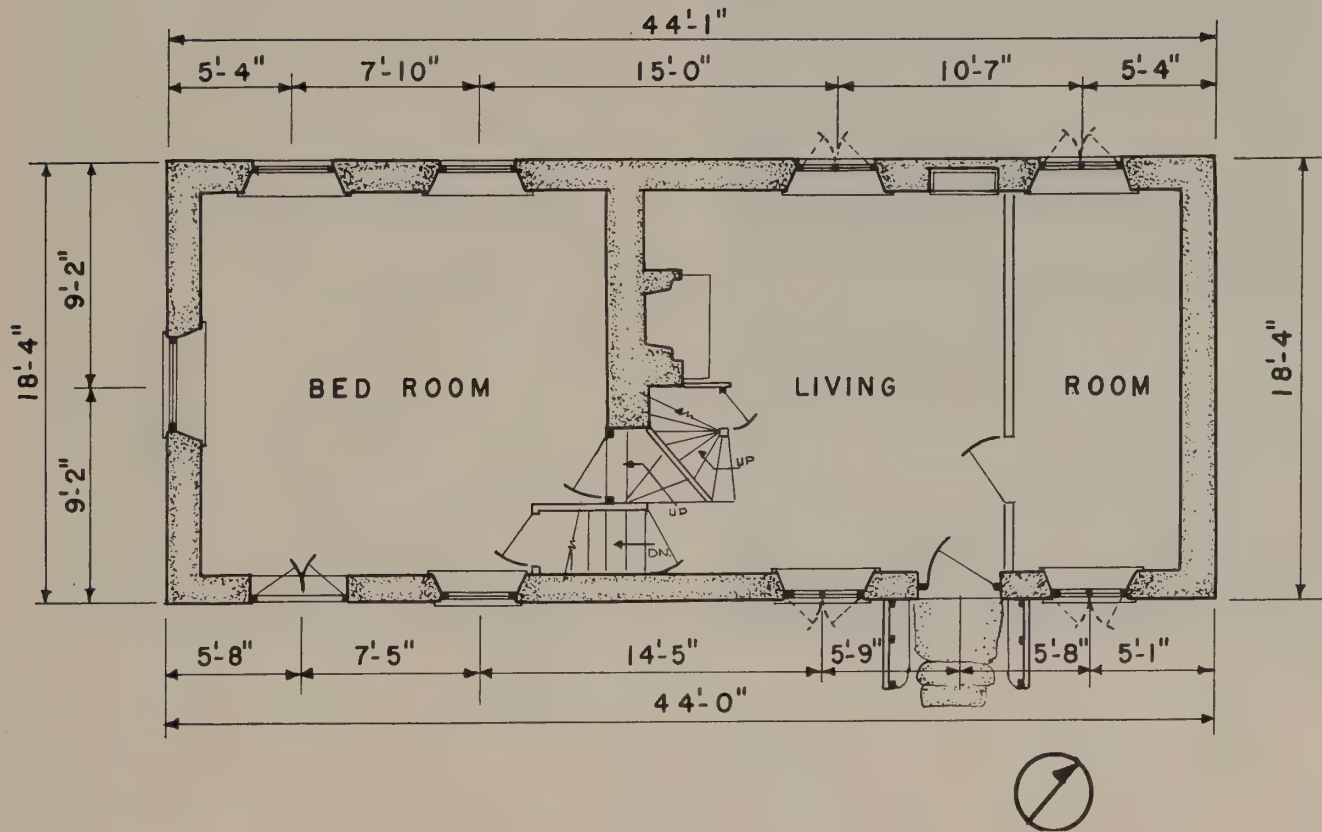 44'-1"
5'-4" 7'-10" 15'-0" 10'-7" 5'-4"
9'-2"
18'-4" 18'-4"
BED ROOM LIVING ROOM
UP
UP
9'-2"
DN.
5'-8" 7'-5" 14'-5" 5'-9" 5'-8" 5'-1"
44'-0"